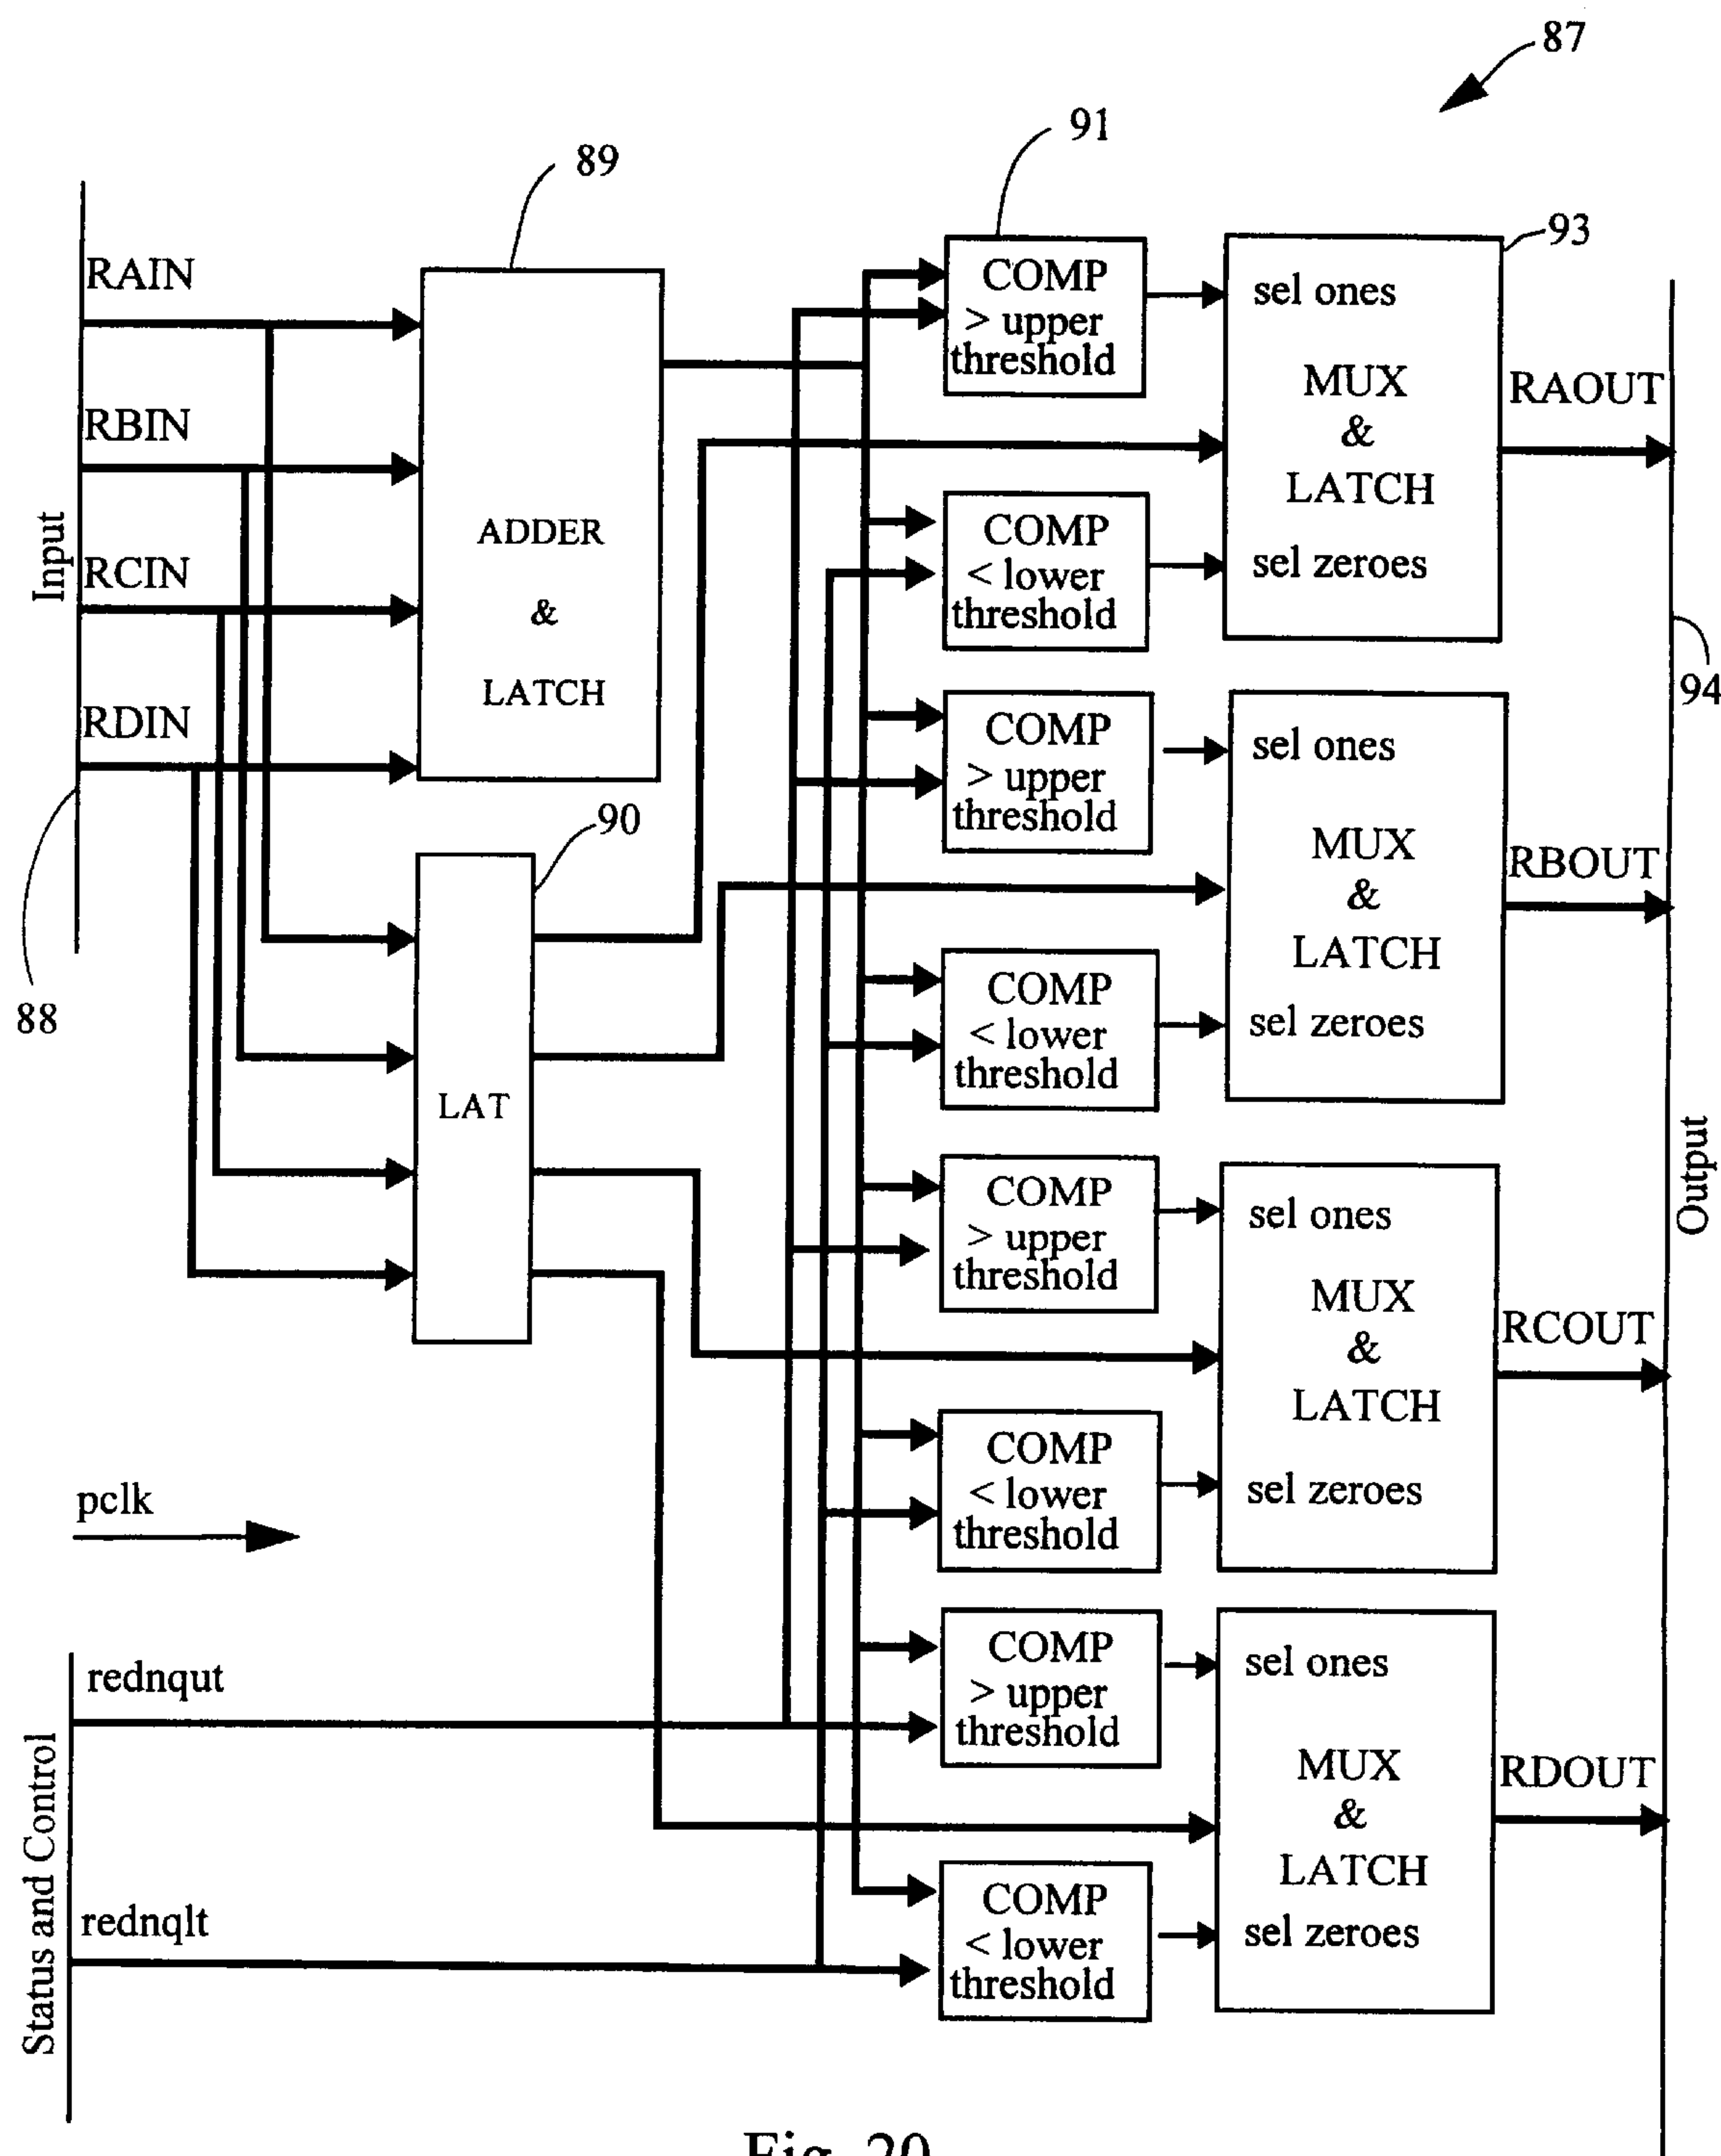 87
91
89
93
RAIN
COMP
> upper
threshold
sel ones
MUX
&
LATCH
sel zeroes
RAOUT
RBIN
Input
RCIN
ADDER
&
LATCH
COMP
< lower
threshold
RDIN
94
COMP
> upper
threshold
sel ones
MUX
&
LATCH
sel zeroes
RBOUT
90
88
LAT
COMP
< lower
threshold
Output
COMP
> upper
threshold
sel ones
MUX
&
LATCH
sel zeroes
RCOUT
COMP
< lower
threshold
pclk
rednqut
COMP
> upper
threshold
sel ones
MUX
&
LATCH
sel zeroes
RDOUT
Status and Control
rednqlt
COMP
< lower
threshold
Fig. 20